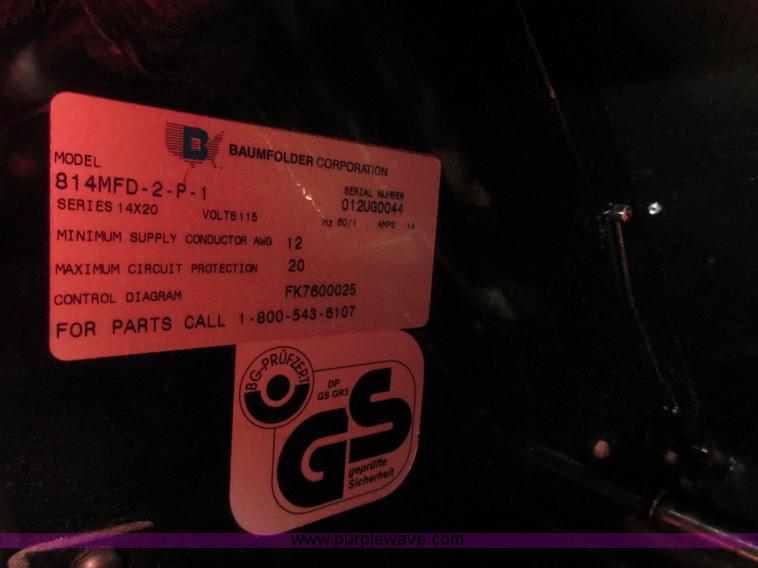 B
BAUMFOLDER CORPORATION
MODEL
814MFD-2-P-1
SERIAL NUMBER
012UG0044
SERIES 14X20 VOLTS 115 Hz 60/1 AMPS 14
MINIMUM SUPPLY CONDUCTOR AWG 12
MAXIMUM CIRCUIT PROTECTION 20
CONTROL DIAGRAM FK7600025
FOR PARTS CALL 1-800-543-6107
BG-PRÜFZERT
DP
GS GR3
GS
geprüfte
Sicherheit
www.purplewave.com